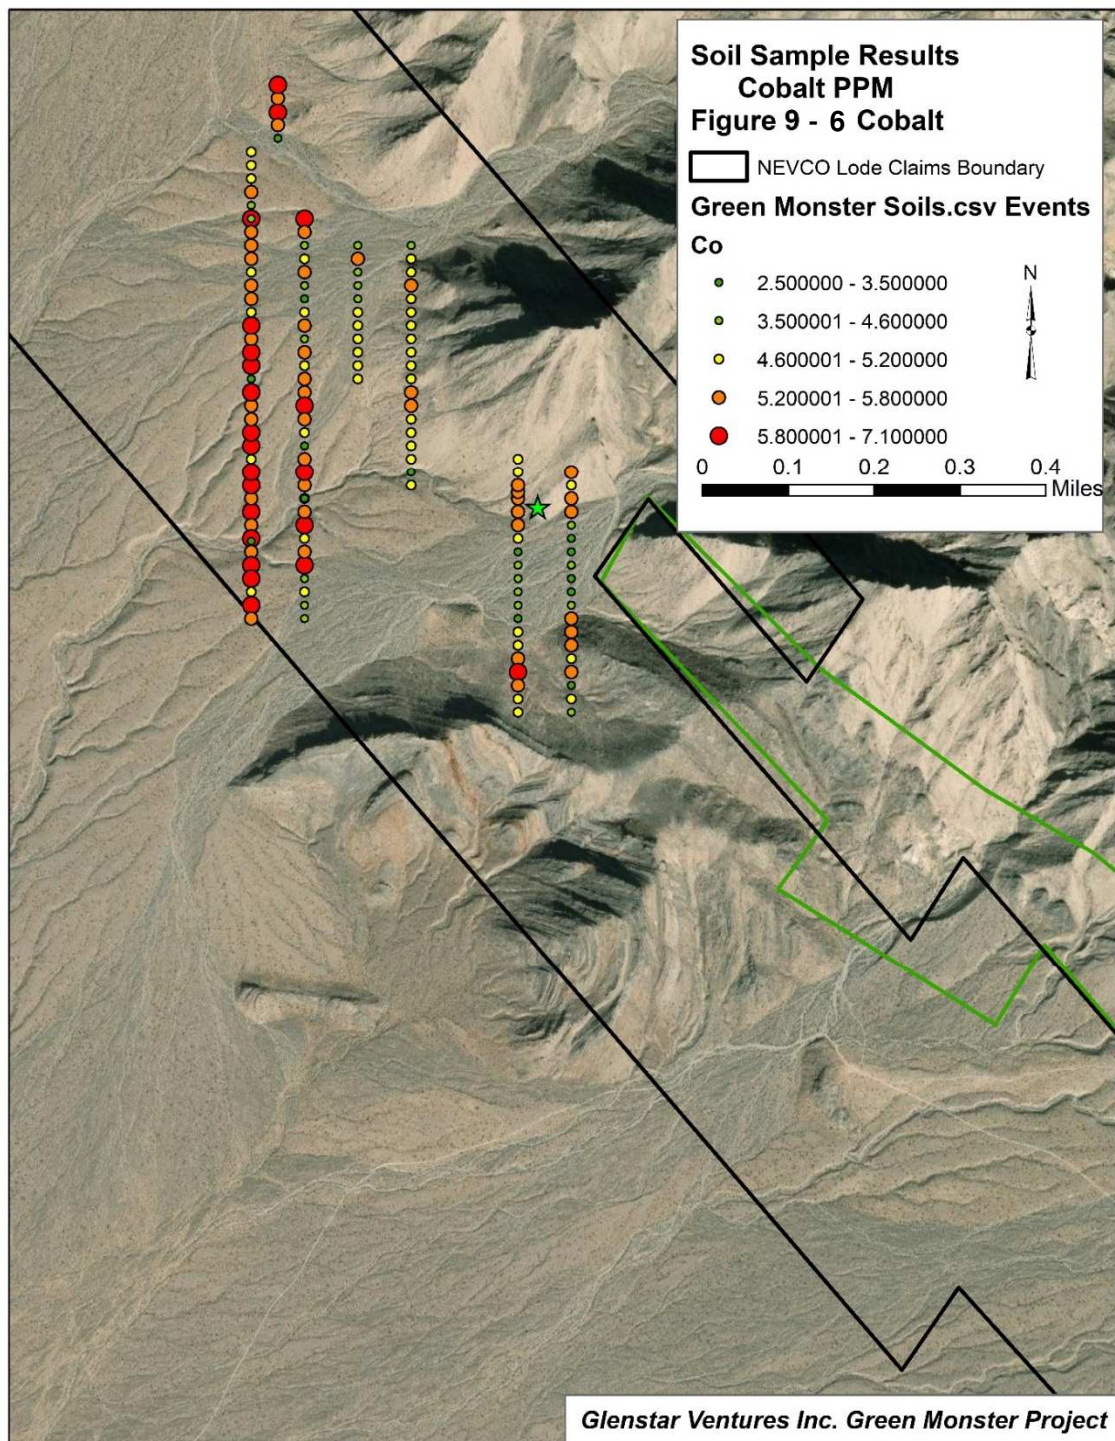 Soil Sample Results
Cobalt PPM
Figure 9 - 6 Cobalt
NEVCO Lode Claims Boundary
Green Monster Soils.csv Events
Co
2.500000 - 3.500000
3.500001 - 4.600000
4.600001 - 5.200000
5.200001 - 5.800000
5.800001 - 7.100000
N
0 0.1 0.2 0.3 0.4
Miles
Glenstar Ventures Inc. Green Monster Project